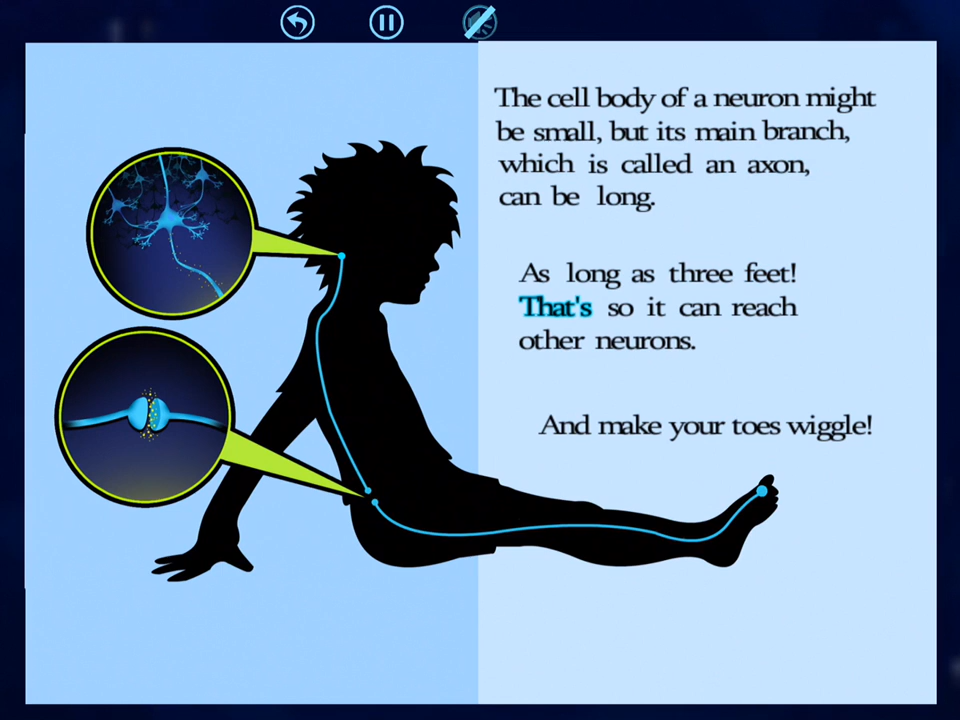 The cell body of a neuron might
be small, but its main branch,
which is called an axon,
can be long.
As long as three feet!
That's so it can reach
other neurons.
And make your toes wiggle!